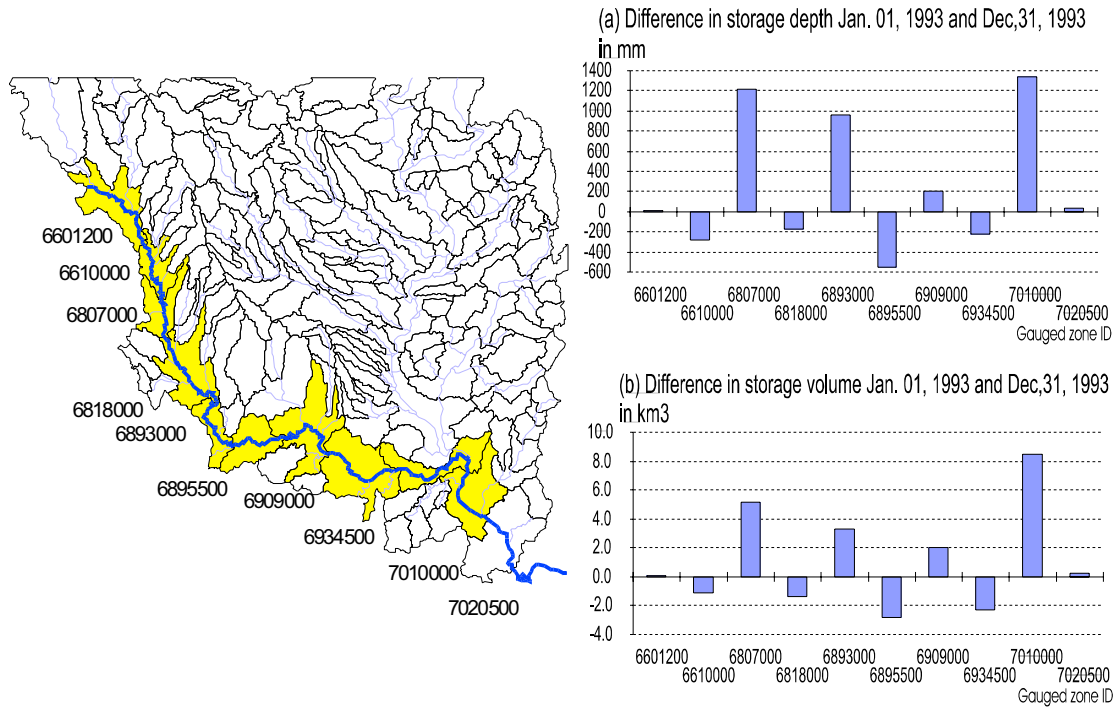 6601200
6610000
6807000
6818000
6893000
6895500
6909000
6934500
7010000
7020500
(a) Difference in storage depth Jan. 01, 1993 and Dec,31, 1993
in mm
1400
1200
1000
800
600
400
200
0
-200
-400
-600
6601200 6807000 6893000 6909000 7010000
6610000 6818000 6895500 6934500 7020500
Gauged zone ID
(b) Difference in storage volume Jan. 01, 1993 and Dec,31, 1993
in km3
10.0
8.0
6.0
4.0
2.0
0.0
-2.0
-4.0
6601200 6807000 6893000 6909000 7010000
6610000 6818000 6895500 6934500 7020500
Gauged zone ID